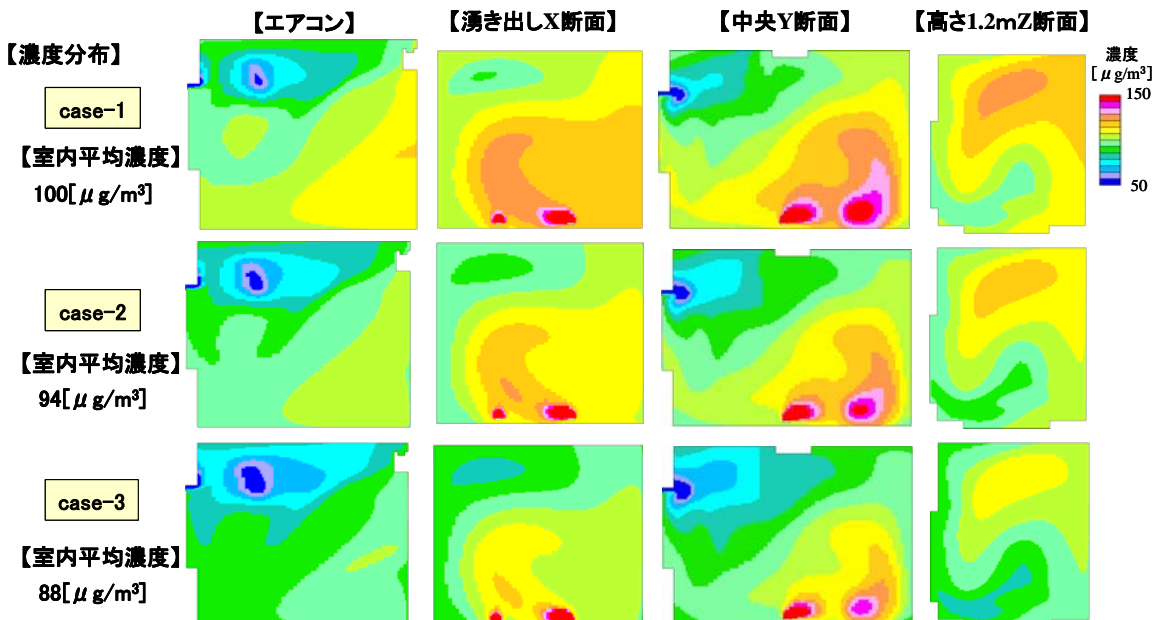 【エアコン】
【湧き出しX断面】
【中央Y断面】
【高さ1.2mZ断面】
【濃度分布】
濃度
[μg/m³]
150
50
case-1
【室内平均濃度】
100[μg/m³]
case-2
【室内平均濃度】
94[μg/m³]
case-3
【室内平均濃度】
88[μg/m³]